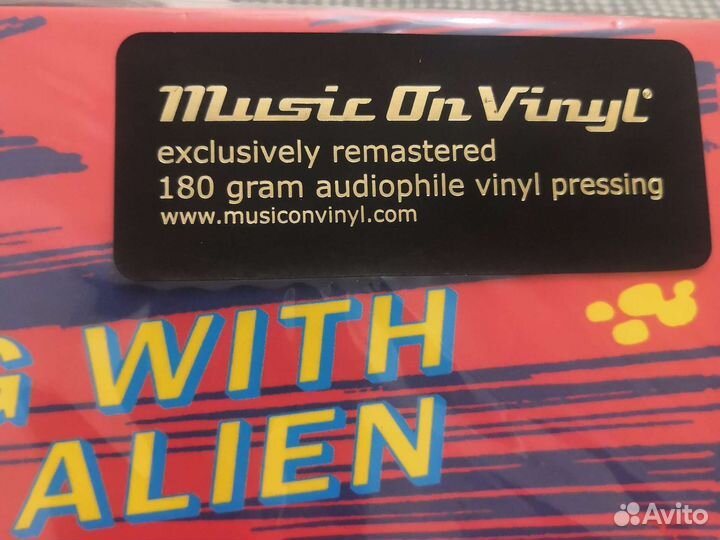 Music On Vinyl®
exclusively remastered
180 gram audiophile vinyl pressing
www.musiconvinyl.com
G WITH
ALIEN
Avito